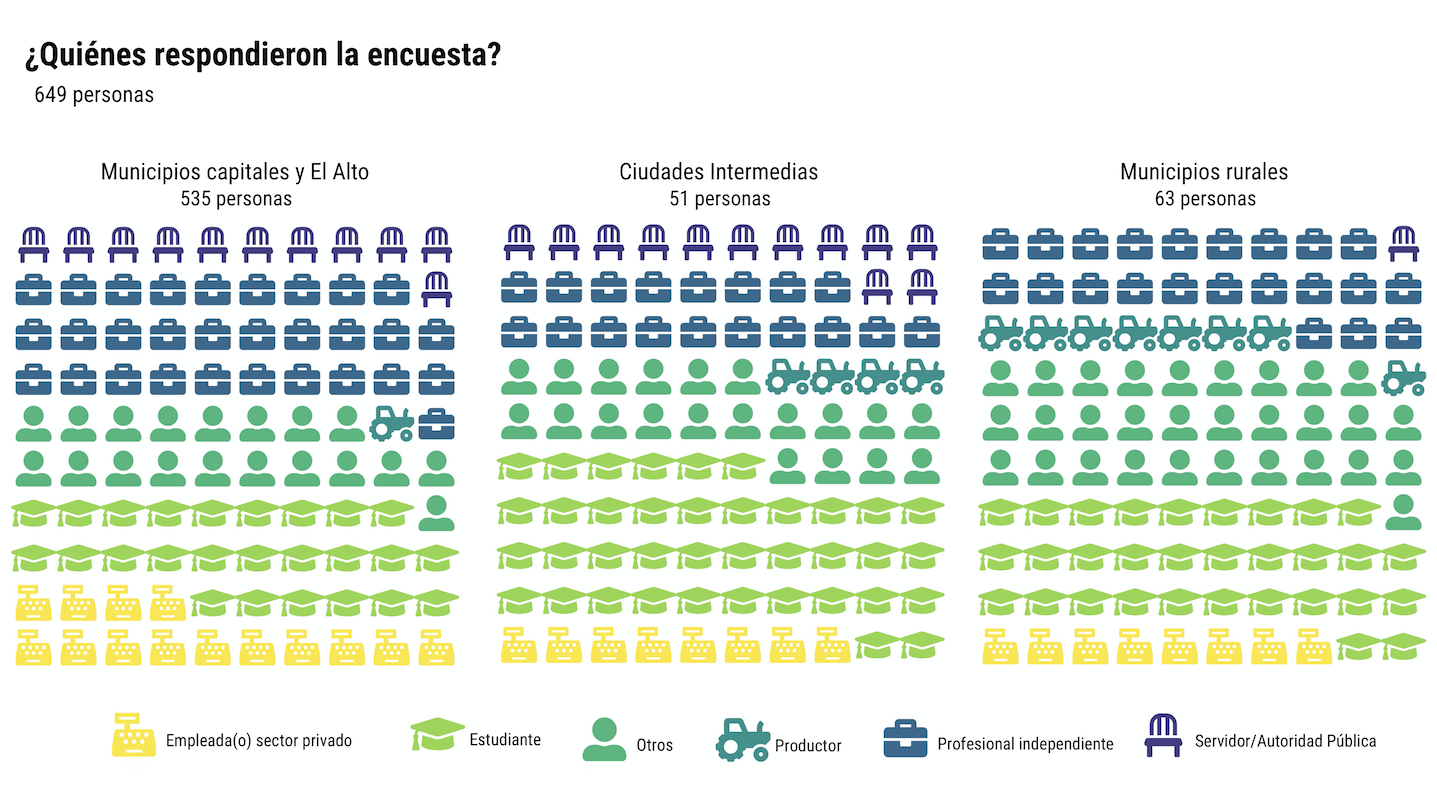 ¿Quiénes respondieron la encuesta?
649 personas
Municipios capitales y El Alto
535 personas
Ciudades Intermedias
51 personas
Municipios rurales
63 personas
Empleada(o) sector privado
Estudiante
Otros
Productor
Profesional independiente
Servidor/Autoridad Pública